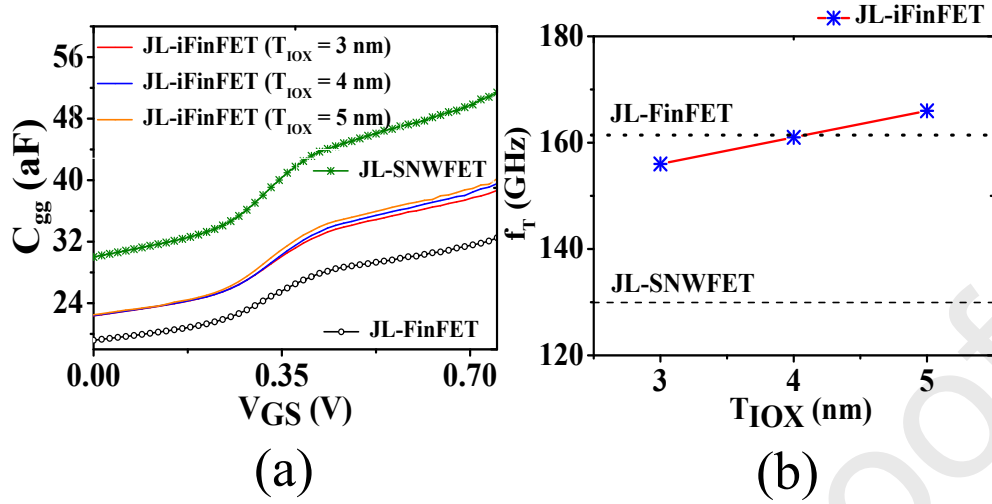 JL-iFinFET (T_IOX = 3 nm)
JL-iFinFET (T_IOX = 4 nm)
JL-iFinFET (T_IOX = 5 nm)
JL-SNWFET
JL-FinFET
C_gg (aF)
56
48
40
32
24
0.00 0.35 0.70
V_GS (V)
(a)
JL-iFinFET
JL-FinFET
JL-SNWFET
f_T (GHz)
180
160
140
120
3 4 5
T_IOX (nm)
(b)
oof